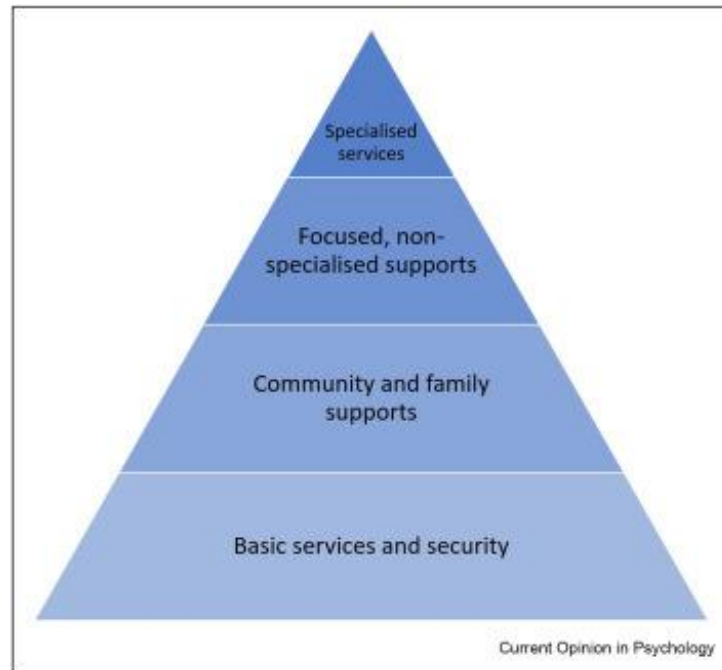 Specialised
services
Focused, non-
specialised supports
Community and family
supports
Basic services and security
Current Opinion in Psychology